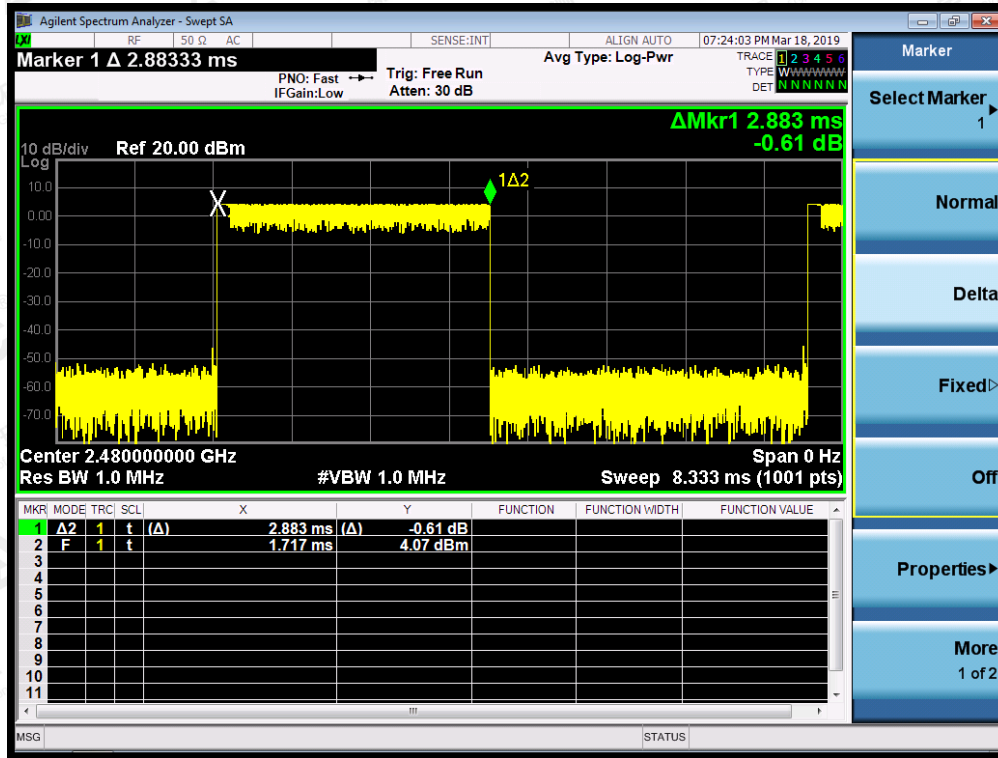 Agilent Spectrum Analyzer - Swept SA
LXI RF 50 Ω AC SENSE:INT ALIGN AUTO 07:24:03 PM Mar 18, 2019
Marker 1 Δ 2.88333 ms
PNO: Fast
IFGain:Low
Trig: Free Run
Atten: 30 dB
Avg Type: Log-Pwr
TRACE 1 2 3 4 5 6
TYPE WWWWWW
DET N N N N N N
ΔMkr1 2.883 ms
-0.61 dB
10 dB/div Ref 20.00 dBm
Log
10.0
0.00
-10.0
-20.0
-30.0
-40.0
-50.0
-60.0
-70.0
1Δ2
Center 2.480000000 GHz Span 0 Hz
Res BW 1.0 MHz #VBW 1.0 MHz Sweep 8.333 ms (1001 pts)
MKR MODE TRC SCL X Y FUNCTION FUNCTION WIDTH FUNCTION VALUE
1 Δ2 1 t (Δ) 2.883 ms (Δ) -0.61 dB
2 F 1 t 1.717 ms 4.07 dBm
3
4
5
6
7
8
9
10
11
MSG STATUS
Marker
Select Marker
1
Normal
Delta
Fixed
Off
Properties
More
1 of 2